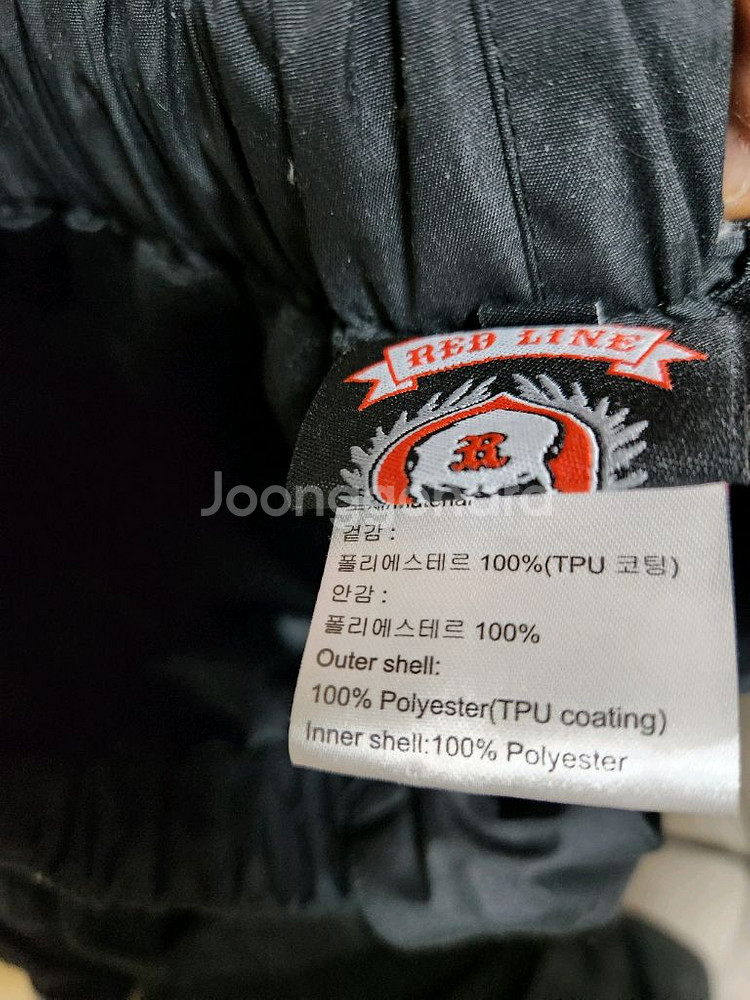 RED LINE
R
Joonggonara
겉감 :
폴리에스테르 100%(TPU 코팅)
안감 :
폴리에스테르 100%
Outer shell:
100% Polyester(TPU coating)
Inner shell:100% Polyester